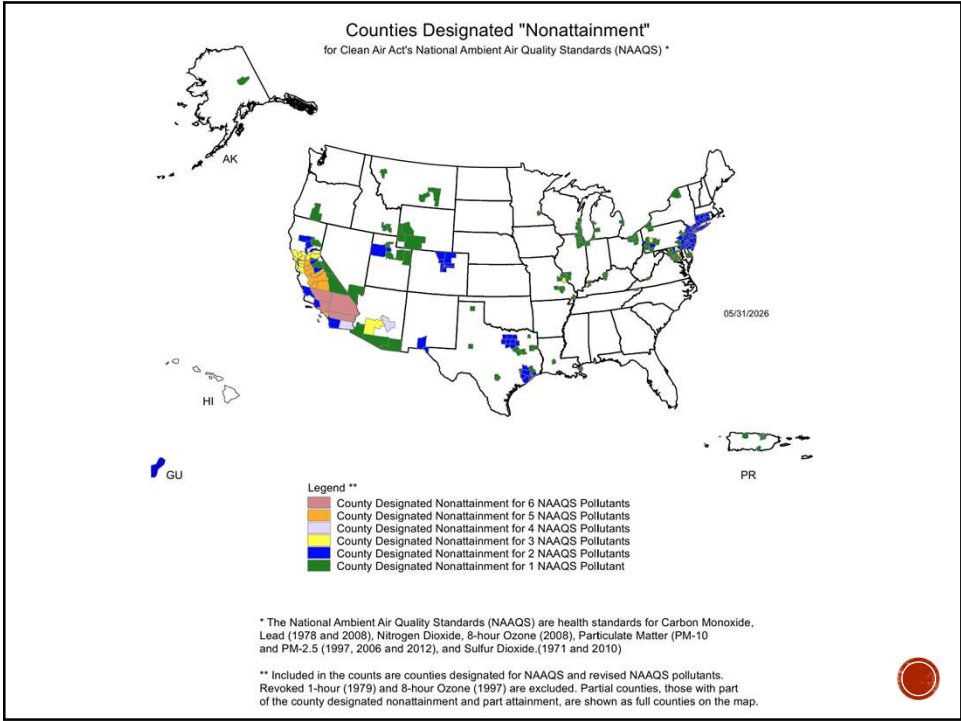 Counties Designated "Nonattainment"
for Clean Air Act's National Ambient Air Quality Standards (NAAQS) *
AK
05/31/2026
HI
GU
PR
Legend **
County Designated Nonattainment for 6 NAAQS Pollutants
County Designated Nonattainment for 5 NAAQS Pollutants
County Designated Nonattainment for 4 NAAQS Pollutants
County Designated Nonattainment for 3 NAAQS Pollutants
County Designated Nonattainment for 2 NAAQS Pollutants
County Designated Nonattainment for 1 NAAQS Pollutant
* The National Ambient Air Quality Standards (NAAQS) are health standards for Carbon Monoxide,
Lead (1978 and 2008), Nitrogen Dioxide, 8-hour Ozone (2008), Particulate Matter (PM-10
and PM-2.5 (1997, 2006 and 2012), and Sulfur Dioxide.(1971 and 2010)
** Included in the counts are counties designated for NAAQS and revised NAAQS pollutants.
Revoked 1-hour (1979) and 8-hour Ozone (1997) are excluded. Partial counties, those with part
of the county designated nonattainment and part attainment, are shown as full counties on the map.